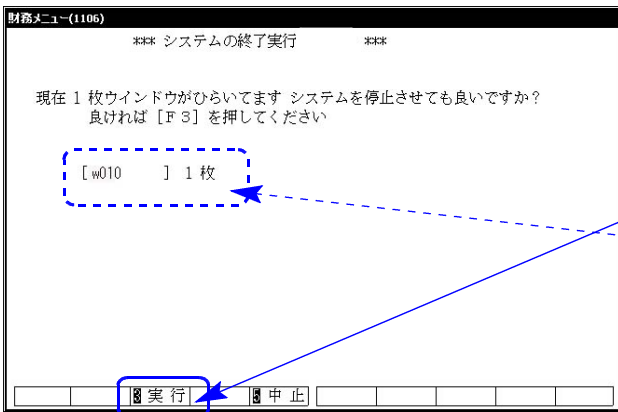 財務メニュー(1106)
*** システムの終了実行 ***
現在 1 枚ウインドウがひらいてます システムを停止させても良いですか?
良ければ [F3] を押してください
[w010 ] 1 枚
3 実 行 5 中 止